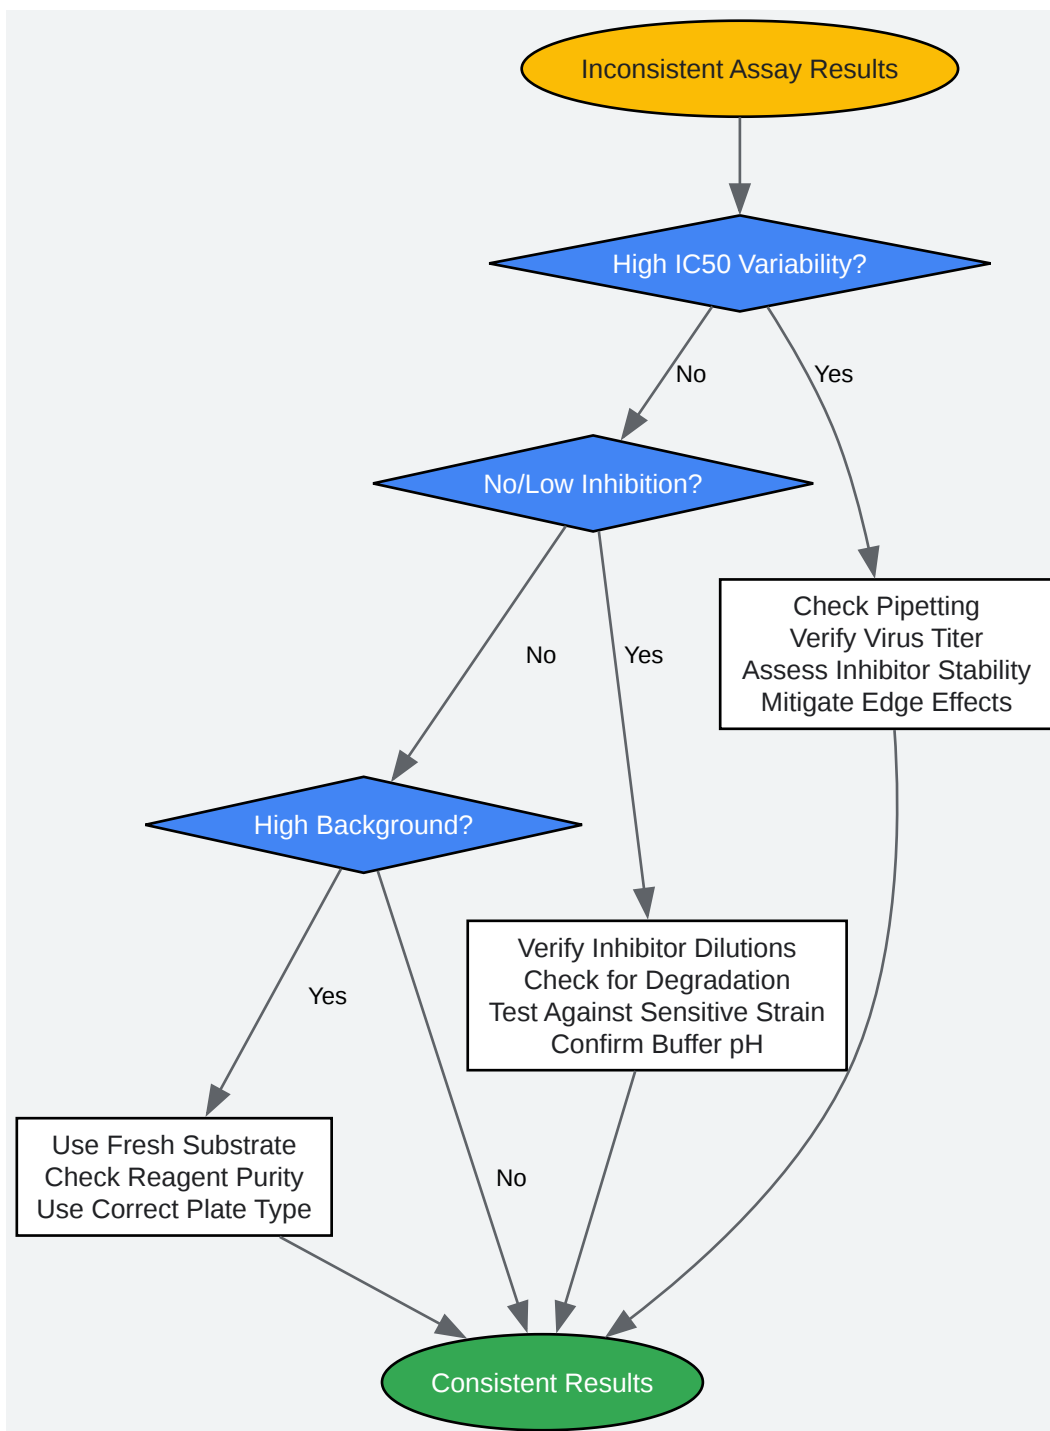 Inconsistent Assay Results
High IC50 Variability?
No
Yes
No/Low Inhibition?
Check Pipetting
Verify Virus Titer
Assess Inhibitor Stability
Mitigate Edge Effects
No
Yes
High Background?
Verify Inhibitor Dilutions
Check for Degradation
Test Against Sensitive Strain
Confirm Buffer pH
Yes
Use Fresh Substrate
Check Reagent Purity
Use Correct Plate Type
No
Consistent Results